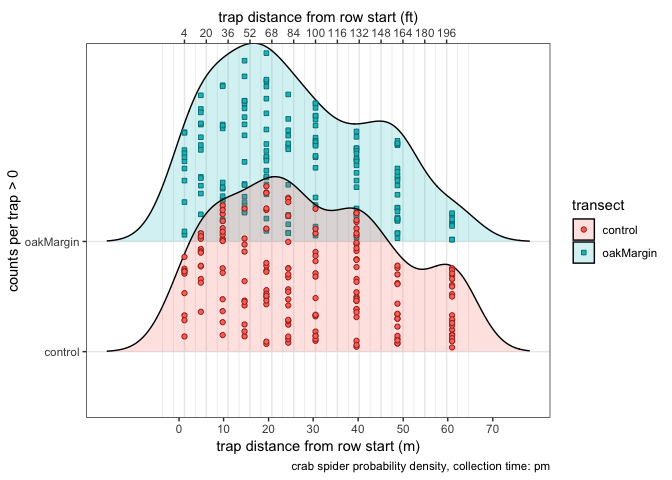 trap distance from row start (ft)
4 20 36 52 68 84 100 116 132 148 164 180 196
counts per trap > 0
oakMargin
control
transect
control
oakMargin
0 10 20 30 40 50 60 70
trap distance from row start (m)
crab spider probability density, collection time: pm